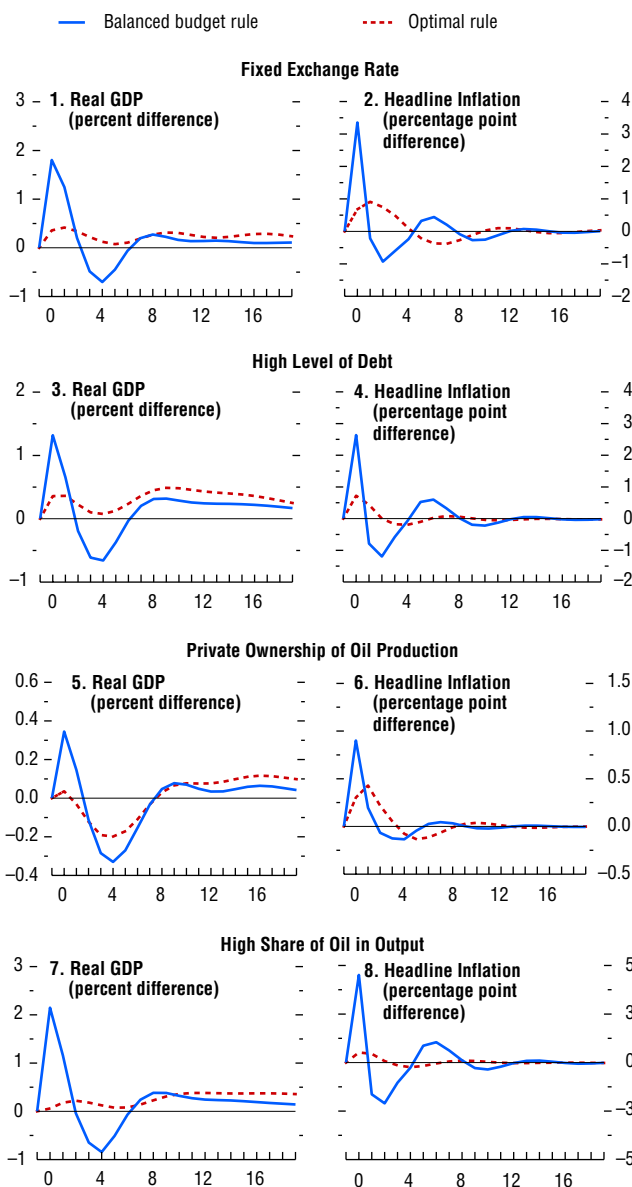 Balanced budget rule Optimal rule
Fixed Exchange Rate
1. Real GDP
(percent difference)
3
2
1
0
−1
0 4 8 12 16
2. Headline Inflation
(percentage point
difference)
4
3
2
1
0
−1
−2
0 4 8 12 16
High Level of Debt
3. Real GDP
(percent difference)
2
1
0
−1
0 4 8 12 16
4. Headline Inflation
(percentage point
difference)
4
3
2
1
0
−1
−2
0 4 8 12 16
Private Ownership of Oil Production
5. Real GDP
(percent difference)
0.6
0.4
0.2
0.0
−0.2
−0.4
0 4 8 12 16
6. Headline Inflation
(percentage point
difference)
1.5
1.0
0.5
0.0
−0.5
0 4 8 12 16
High Share of Oil in Output
7. Real GDP
(percent difference)
3
2
1
0
−1
0 4 8 12 16
8. Headline Inflation
(percentage point
difference)
5
3
0
−3
−5
0 4 8 12 16